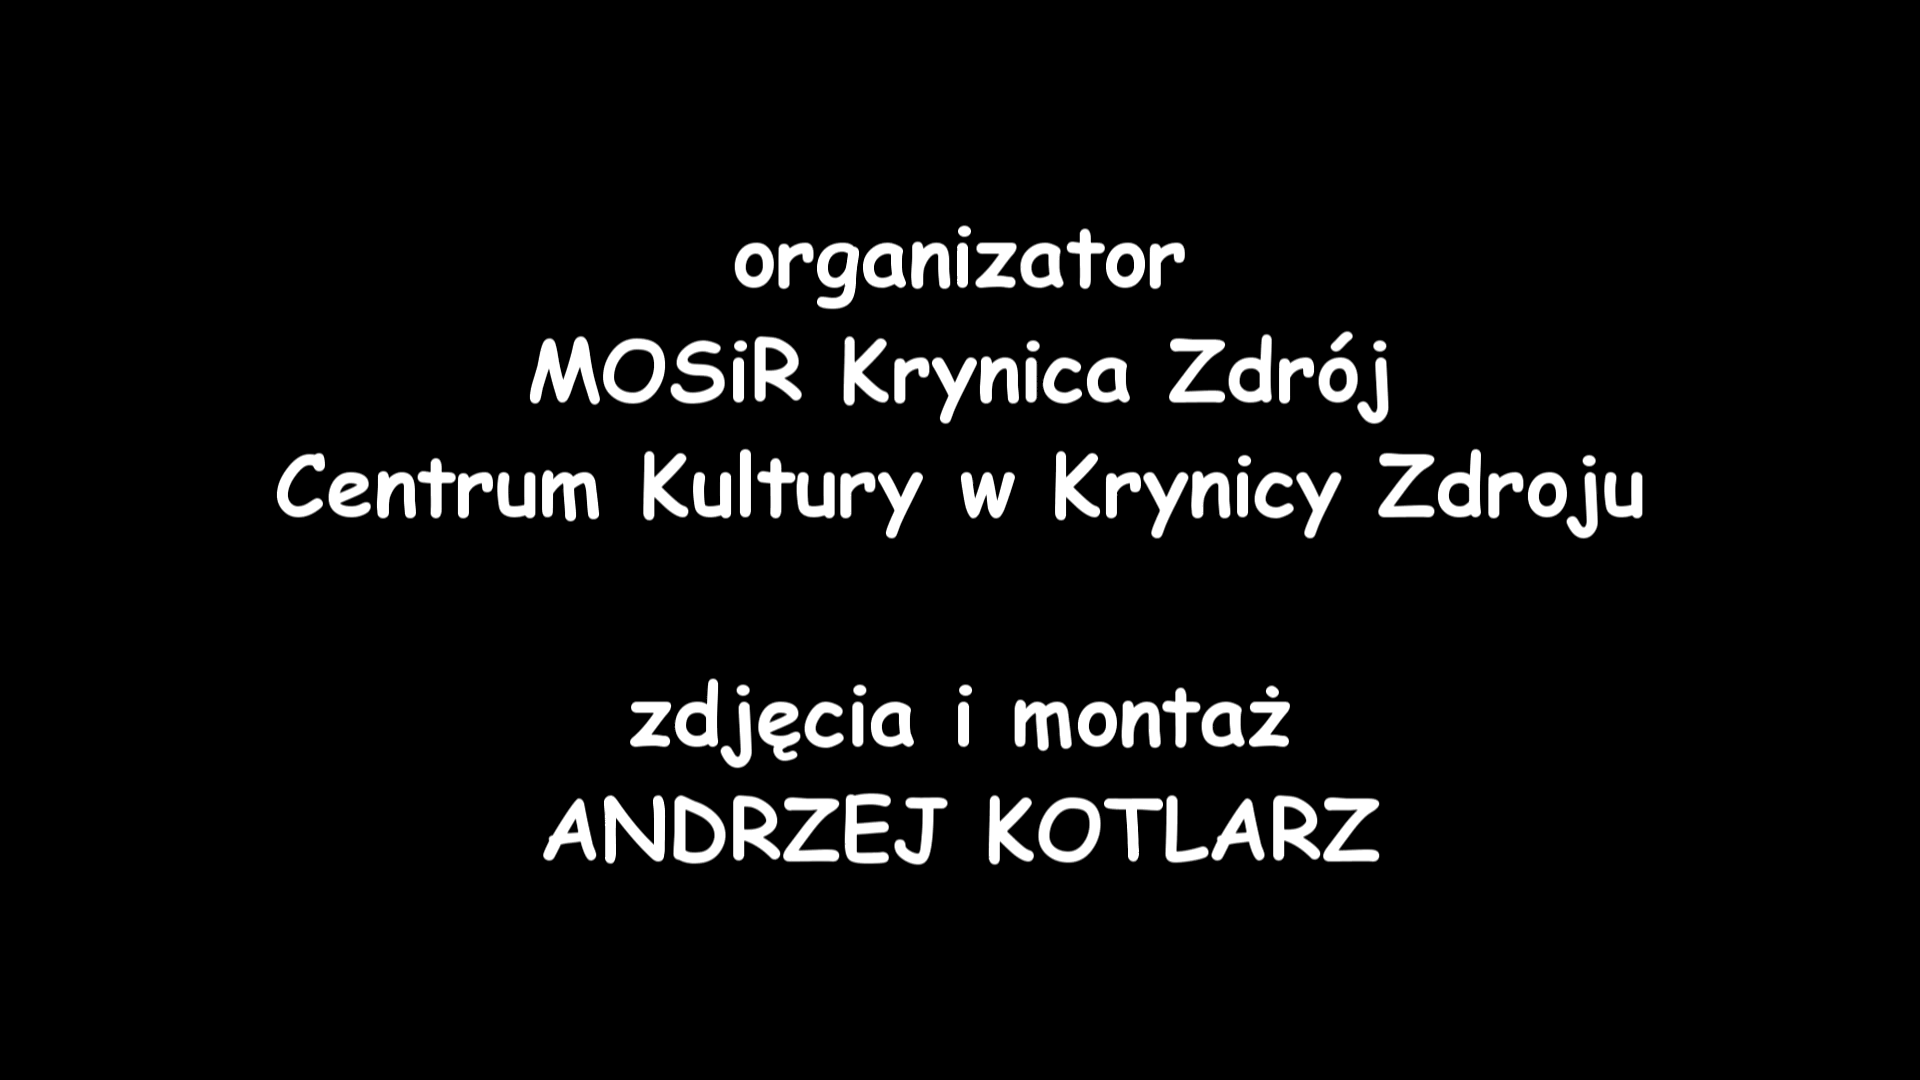 organizator
MOSiR Krynica Zdrój
Centrum Kultury w Krynicy Zdroju
zdjęcia i montaż
ANDRZEJ KOTLARZ